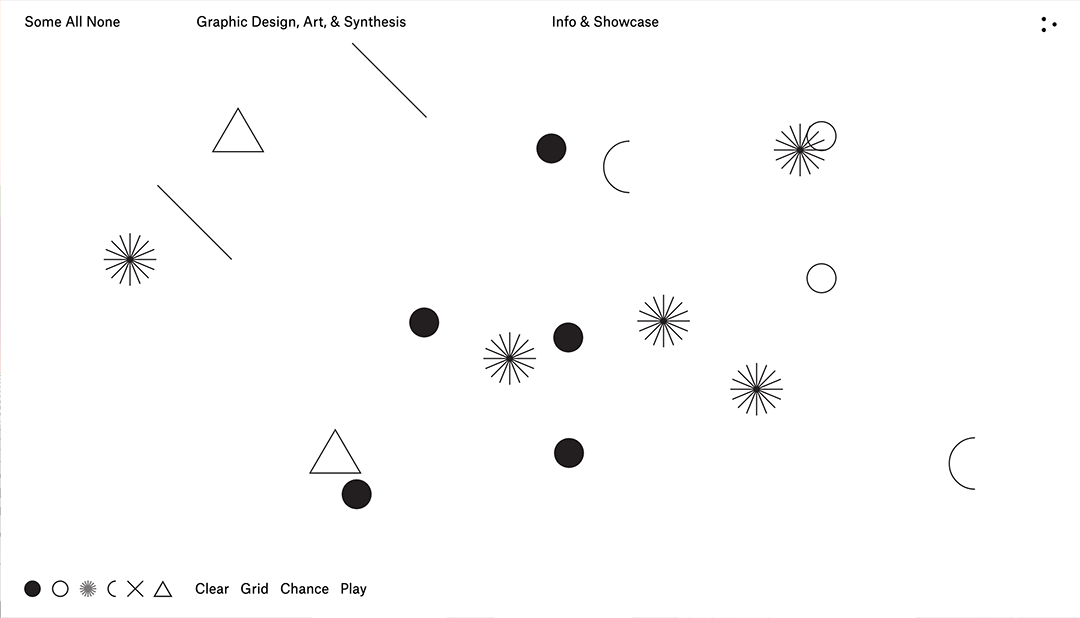 Some All None
Graphic Design, Art, & Synthesis
Info & Showcase
Clear Grid Chance Play